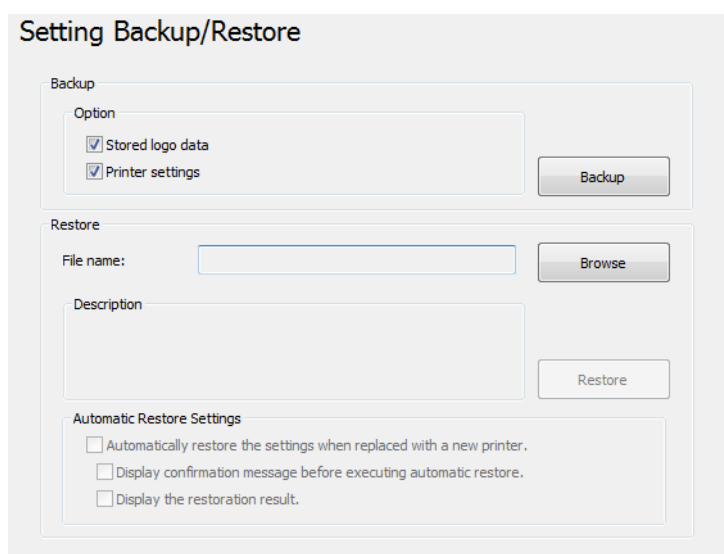 Setting Backup/Restore
Backup
Option
Stored logo data
Printer settings
Backup
Restore
File name:
Browse
Description
Restore
Automatic Restore Settings
Automatically restore the settings when replaced with a new printer.
Display confirmation message before executing automatic restore.
Display the restoration result.